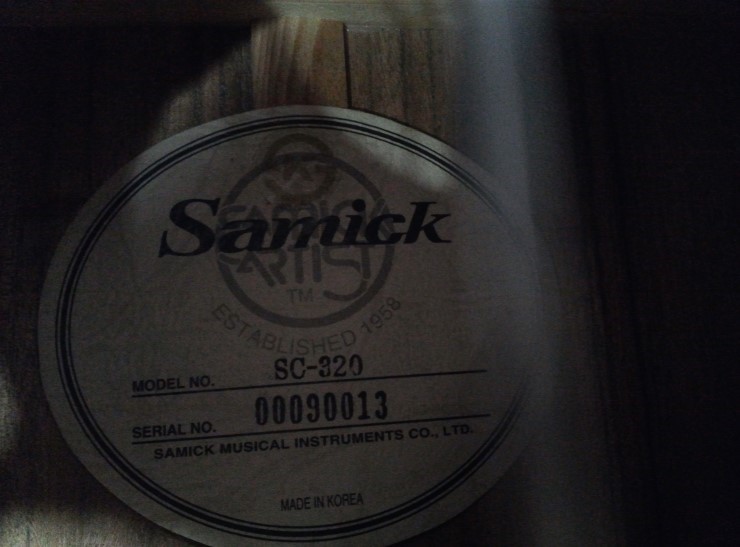 Samick
SAMICK
ARTIST
TM
ESTABLISHED 1958
MODEL NO. SC-320
SERIAL NO. 00090013
SAMICK MUSICAL INSTRUMENTS CO., LTD.
MADE IN KOREA